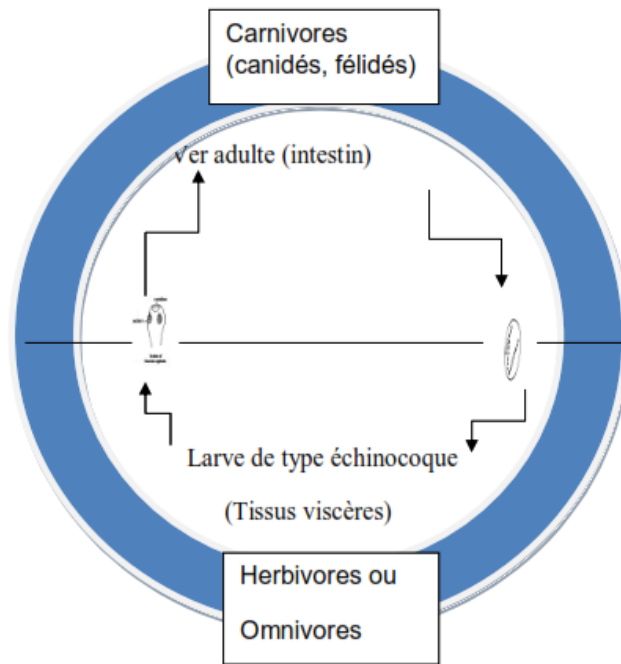 Carnivores
(canidés, félidés)
Ver adulte (intestin)
Larve de type échinocoque
(Tissus viscères)
Herbivores ou
Omnivores